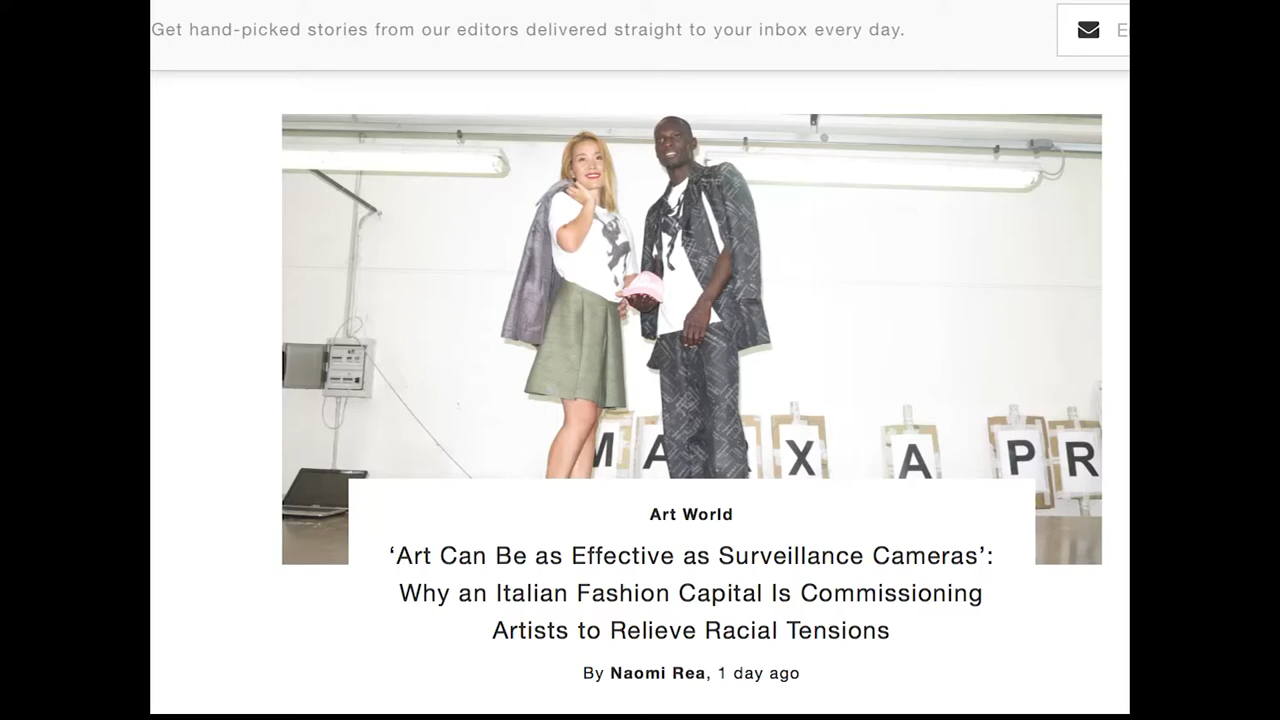 Get hand-picked stories from our editors delivered straight to your inbox every day.
E
M A X A PR
Art World
‘Art Can Be as Effective as Surveillance Cameras’:
Why an Italian Fashion Capital Is Commissioning
Artists to Relieve Racial Tensions
By Naomi Rea, 1 day ago